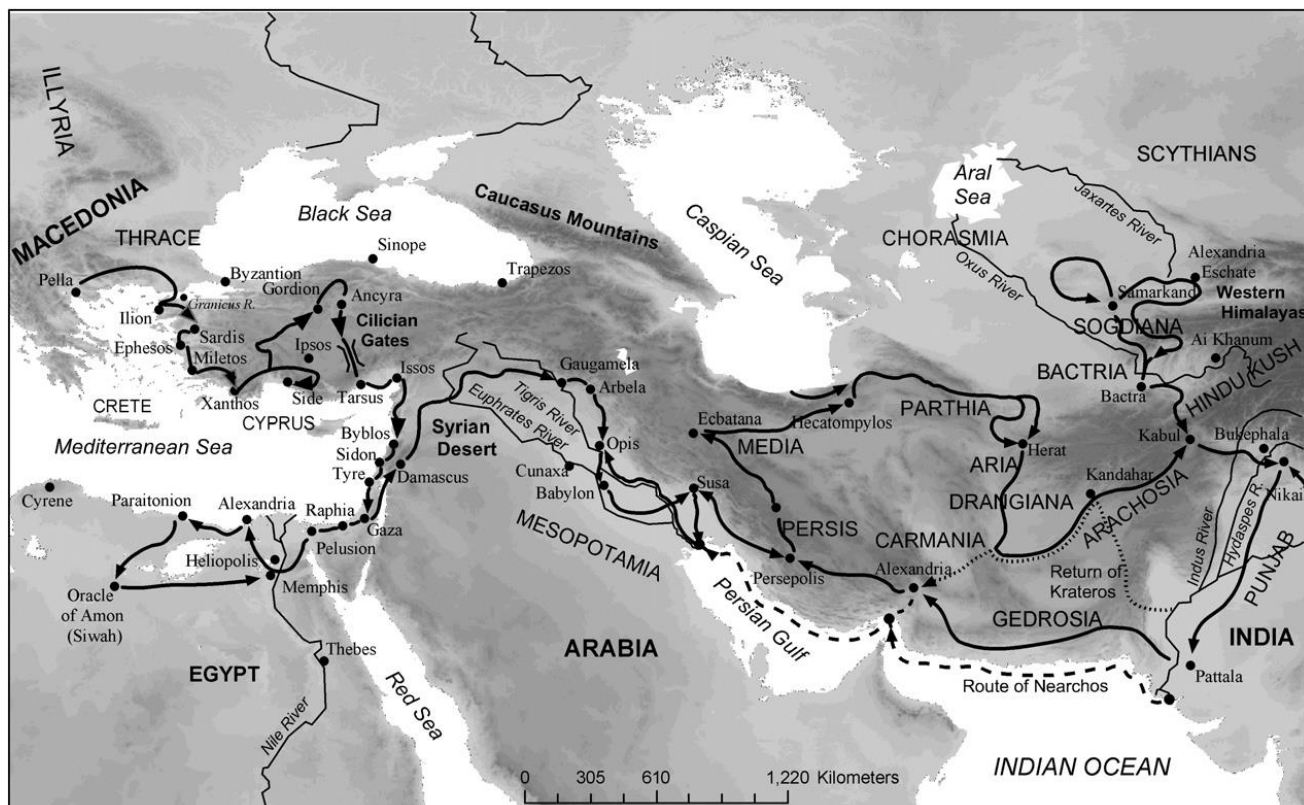 ILLYRIA
MACEDONIA
THRACE
Black Sea
Caucasus Mountains
Caspian Sea
Aral
Sea
Jaxartes River
SCYTHIANS
CHORASMIA
Oxus River
Sinope
Trapezos
Byzantion
Gordion
Ancyra
Pella
Granicus R.
Ilion
Sardis
Ephesos
Miletos
Ipsos
Cilician
Gates
Xanthos
Side
Tarsus
Issos
CRETE
CYPRUS
Mediterranean Sea
Byblos
Sidon
Tyre
Damascus
Syrian
Desert
Gaugamela
Arbela
Tigris River
Euphrates River
Opis
Cunaxa
Babylon
MESOPOTAMIA
Ecbatana
MEDIA
Hecatompylos
PARTHIA
Susa
PERSIS
Persepolis
Alexandria
Eschate
Samarkand
Western
Himalayas
SOGDIANA
Ai Khanum
BACTRIA
Bactra
HINDU KUSH
Kabul
Bukephala
Herat
ARIA
Kandahar
DRANGIANA
ARACHOSIA
Nikai
Indus River
Hydaspes R.
PUNJAB
CARMANIA
Alexandria
Return of
Krateros
GEDROSIA
INDIA
Pattala
Route of Nearchos
Cyrene
Paraitonion
Alexandria
Raphia
Gaza
Pelusion
Heliopolis
Memphis
Oracle
of Amon
(Siwah)
EGYPT
Thebes
Nile River
Red Sea
ARABIA
Persian Gulf
INDIAN OCEAN
0 305 610 1,220 Kilometers